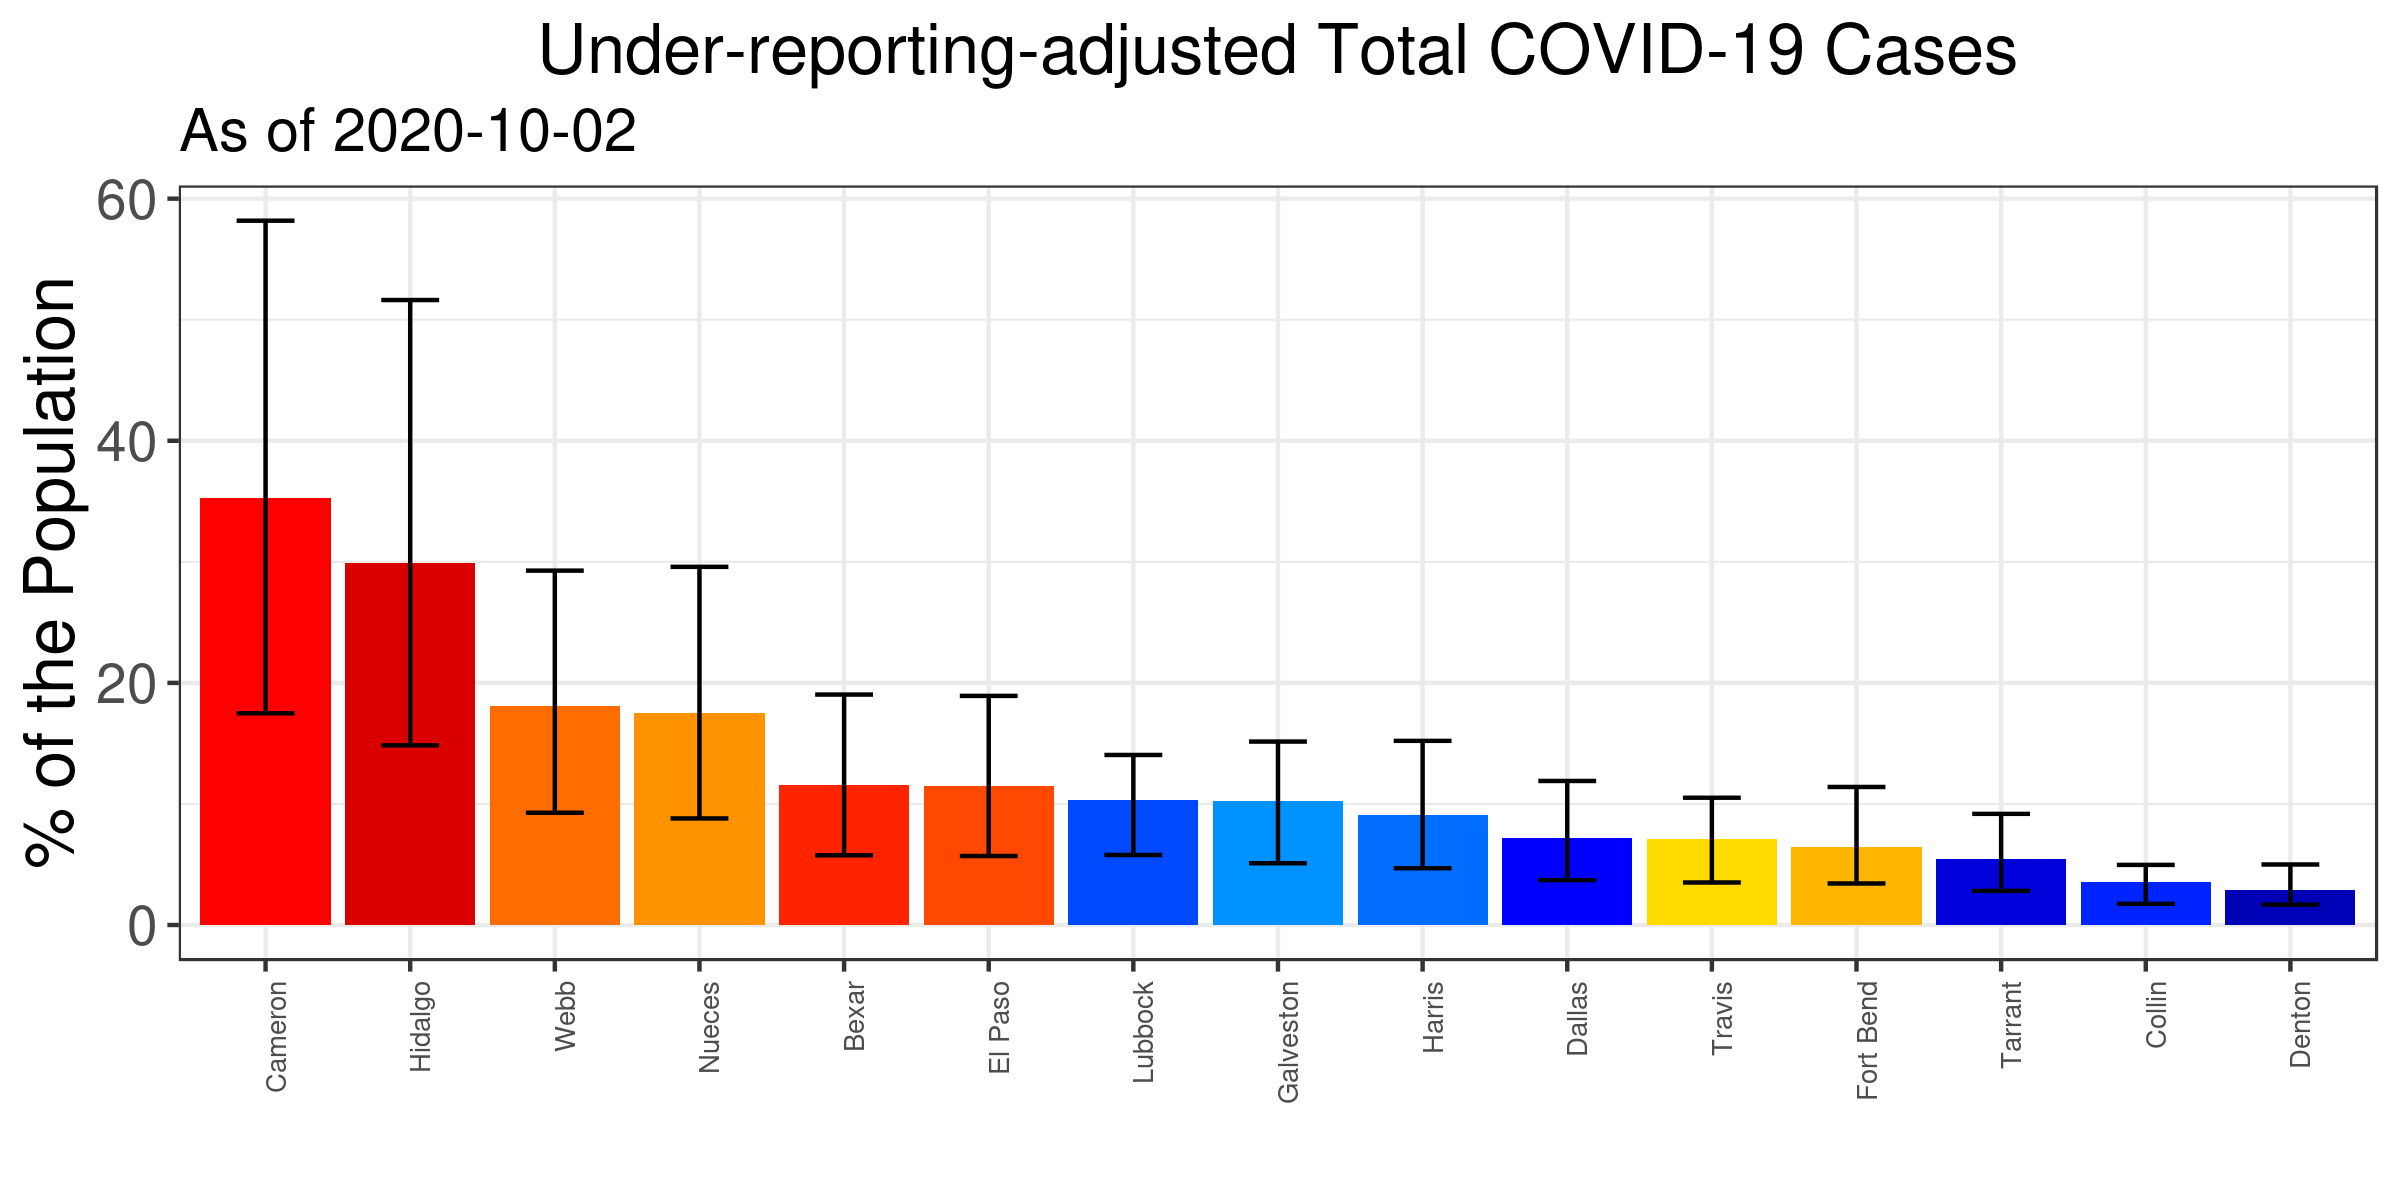 Under-reporting-adjusted Total COVID-19 Cases
As of 2020-10-02
% of the Population
60
40
20
0
Cameron
Hidalgo
Webb
Nueces
Bexar
El Paso
Lubbock
Galveston
Harris
Dallas
Travis
Fort Bend
Tarrant
Collin
Denton